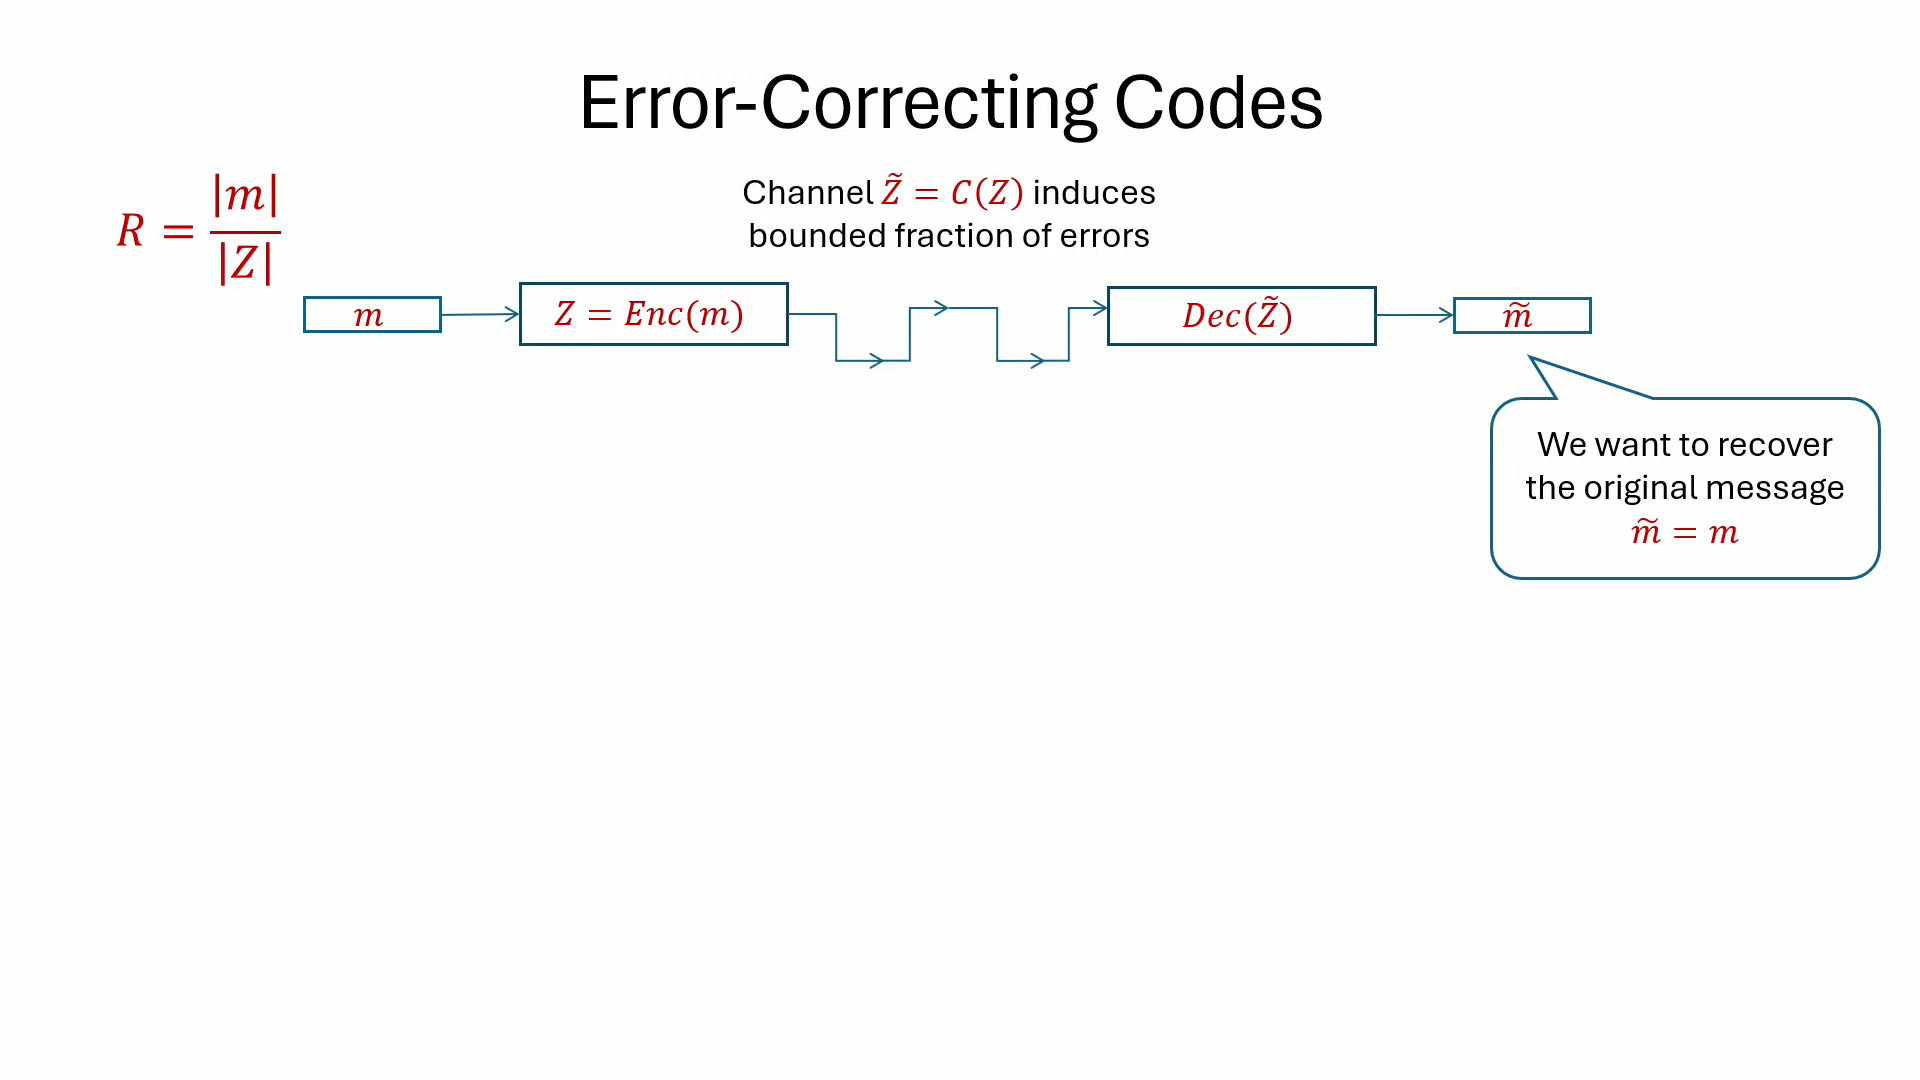 Error-Correcting Codes
R = |m| / |Z|
Channel Z̃ = C(Z) induces
bounded fraction of errors
m
Z = Enc(m)
Dec(Z̃)
m̃
We want to recover
the original message
m̃ = m